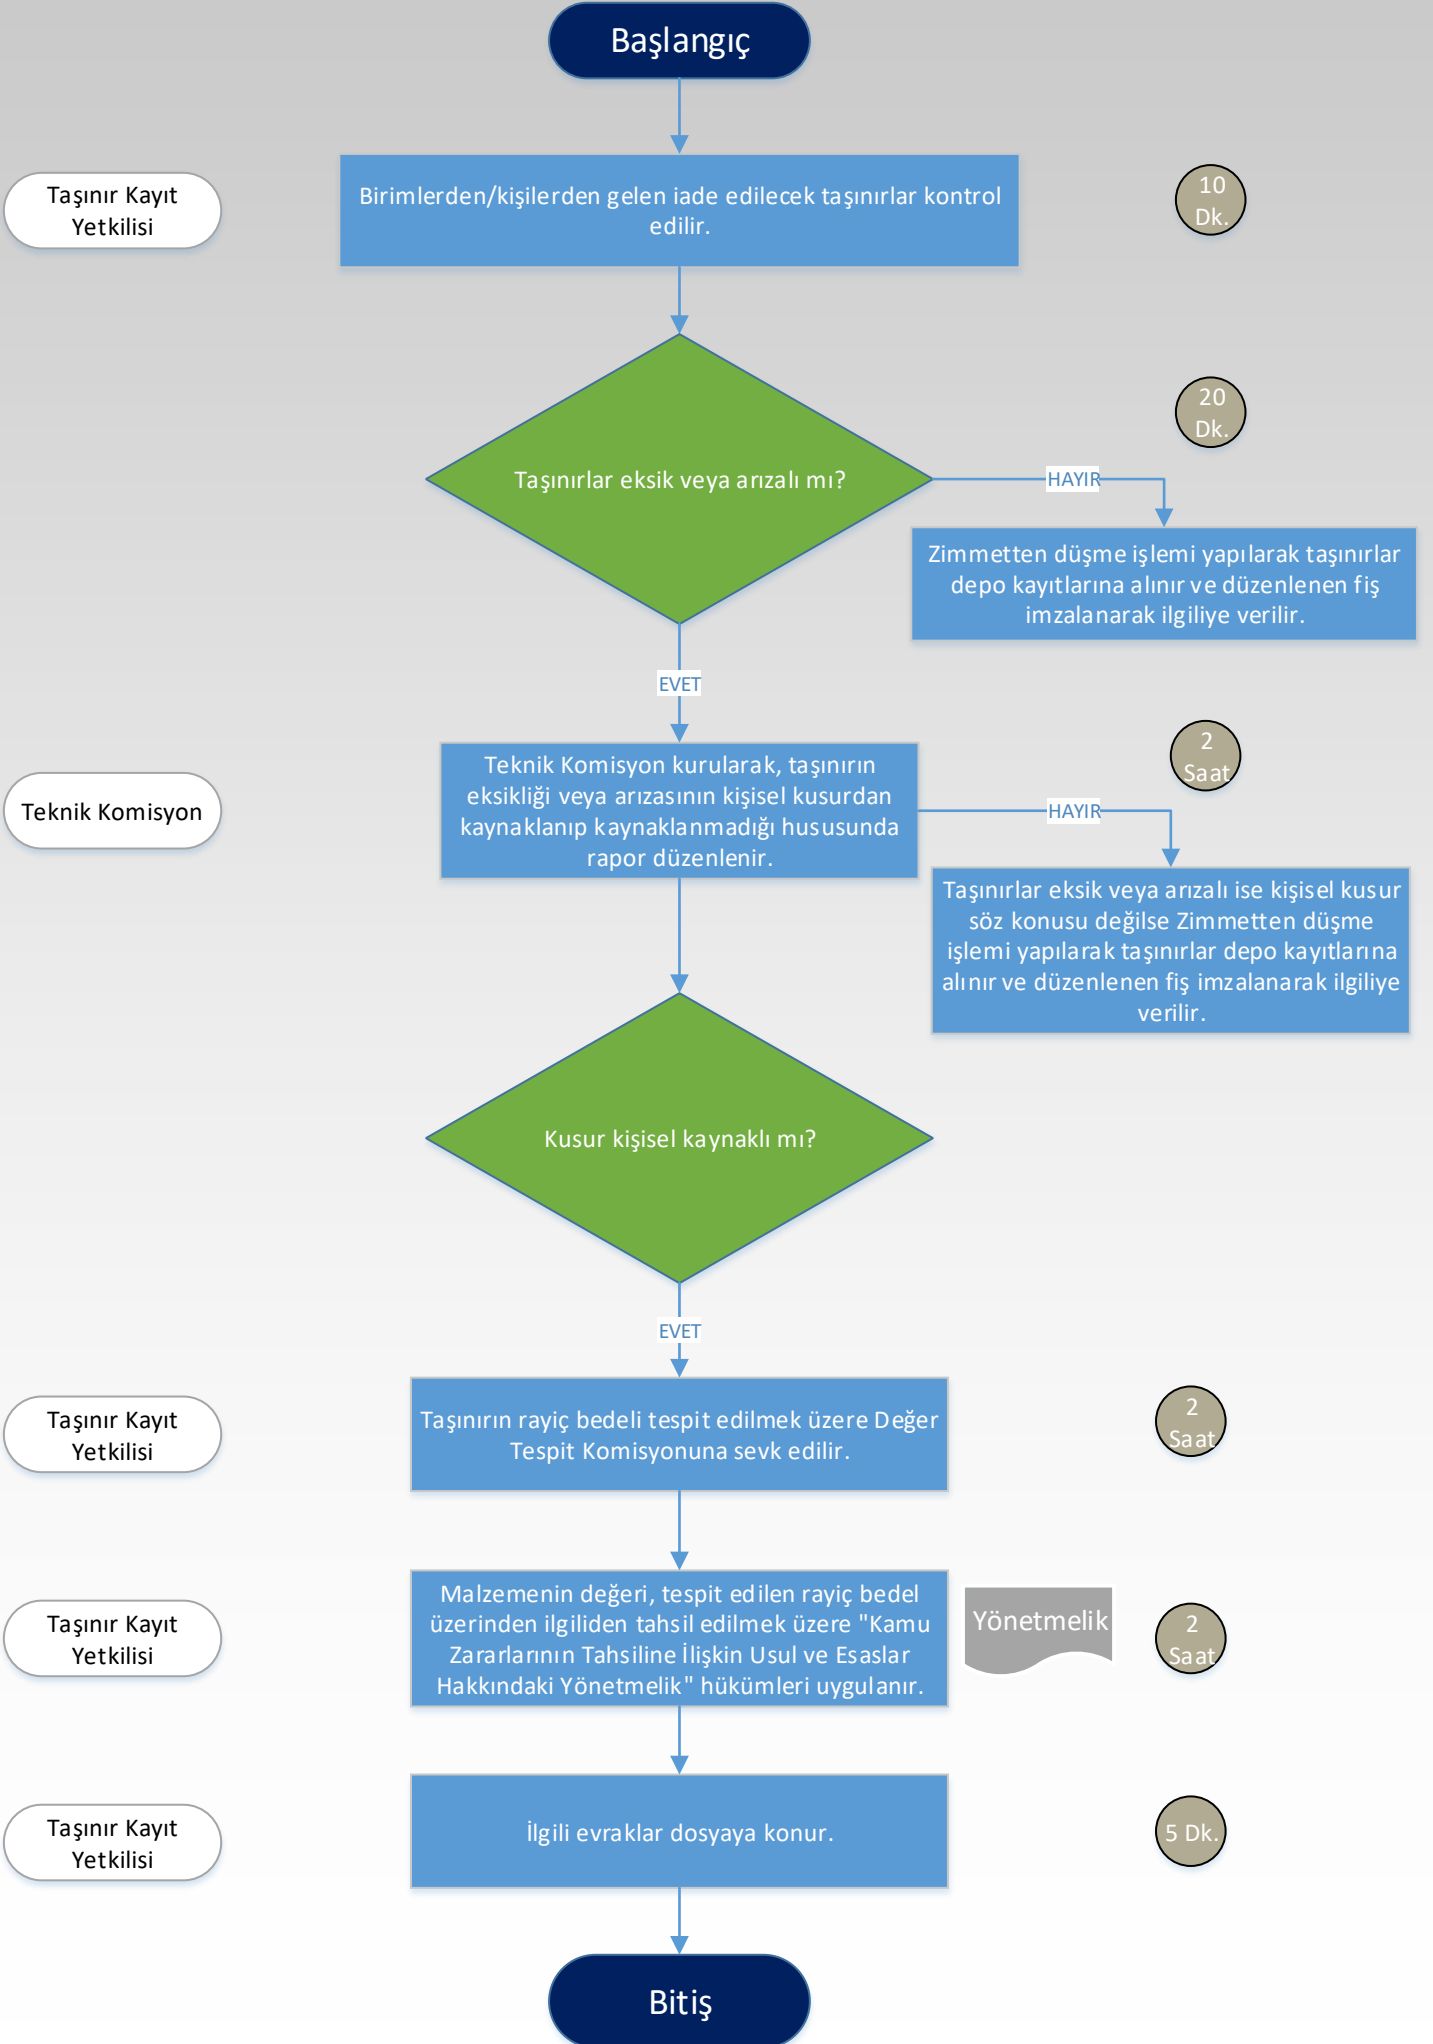 Başlangıç
Taşınır Kayıt
Yetkilisi
Birimlerden/kişilerden gelen iade edilecek taşınırlar kontrol
edilir.
10
Dk.
20
Dk.
Taşınırlar eksik veya arızalı mı?
HAYIR
Zimmetten düşme işlemi yapılarak taşınırlar
depo kayıtlarına alınır ve düzenlenen fiş
imzalanarak ilgiliye verilir.
EVET
Teknik Komisyon
Teknik Komisyon kurularak, taşınırın
eksikliği veya arızasının kişisel kusurdan
kaynaklanıp kaynaklanmadığı hususunda
rapor düzenlenir.
2
Saat
HAYIR
Taşınırlar eksik veya arızalı ise kişisel kusur
söz konusu değilse Zimmetten düşme
işlemi yapılarak taşınırlar depo kayıtlarına
alınır ve düzenlenen fiş imzalanarak ilgiliye
verilir.
Kusur kişisel kaynaklı mı?
EVET
Taşınır Kayıt
Yetkilisi
Taşınırın rayiç bedeli tespit edilmek üzere Değer
Tespit Komisyonuna sevk edilir.
2
Saat
Taşınır Kayıt
Yetkilisi
Malzemenin değeri, tespit edilen rayiç bedel
üzerinden ilgiliden tahsil edilmek üzere "Kamu
Zararlarının Tahsiline İlişkin Usul ve Esaslar
Hakkındaki Yönetmelik" hükümleri uygulanır.
Yönetmelik
2
Saat
Taşınır Kayıt
Yetkilisi
İlgili evraklar dosyaya konur.
5 Dk.
Bitiş